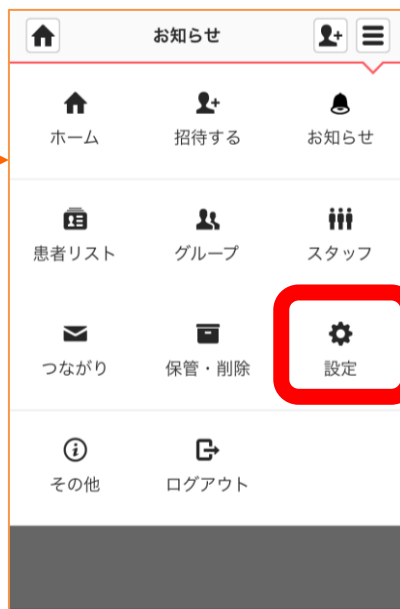 お知らせ
ホーム 招待する お知らせ
患者リスト グループ スタッフ
つながり 保管・削除 設定
その他 ログアウト